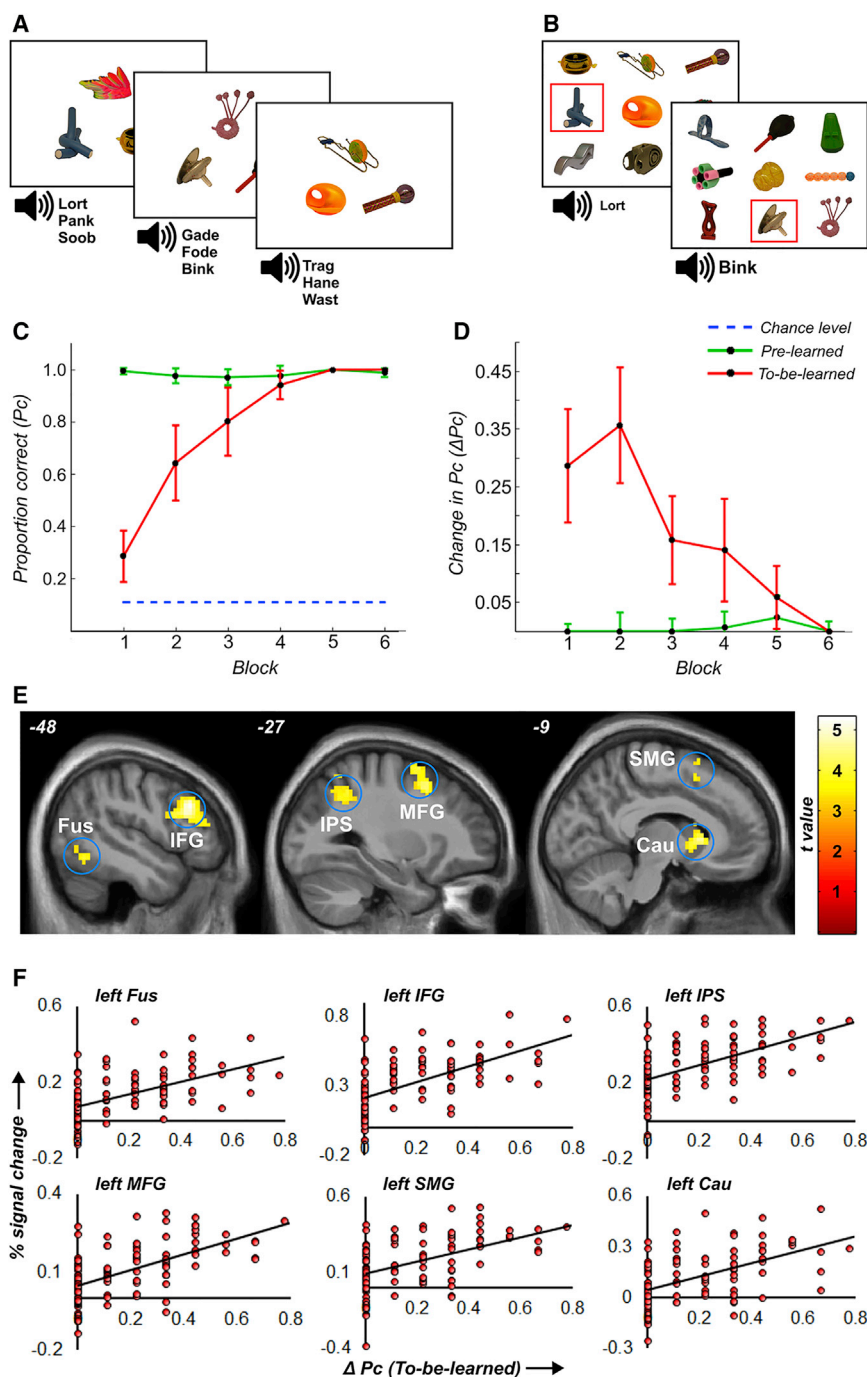 A
B
Lort
Pank
Soob
Gade
Fode
Bink
Trag
Hane
Wast
Lort
Bink
C
D
Chance level
Pre-learned
To-be-learned
Proportion correct (Pc)
1.0
0.8
0.6
0.4
0.2
1 2 3 4 5 6
Block
Change in Pc (ΔPc)
0.45
0.35
0.25
0.15
0.05
1 2 3 4 5 6
Block
E
-48
Fus
IFG
-27
IPS
MFG
-9
SMG
Cau
5
4
3
2
1
t value
F
left Fus
0.6
0.2
-0.2
0.2 0.4 0.6 0.8
left IFG
0.8
0.3
-0.2
0 0.2 0.4 0.6 0.8
left IPS
0.6
0.2
-0.2
0.2 0.4 0.6 0.8
left MFG
0.4
0.1
-0.2
0 0.2 0.4 0.6 0.8
left SMG
0.6
0.1
-0.4
0.2 0.4 0.6 0.8
left Cau
0.6
0.3
0
-0.3
0.2 0.4 0.6 0.8
% signal change
Δ Pc (To-be-learned)